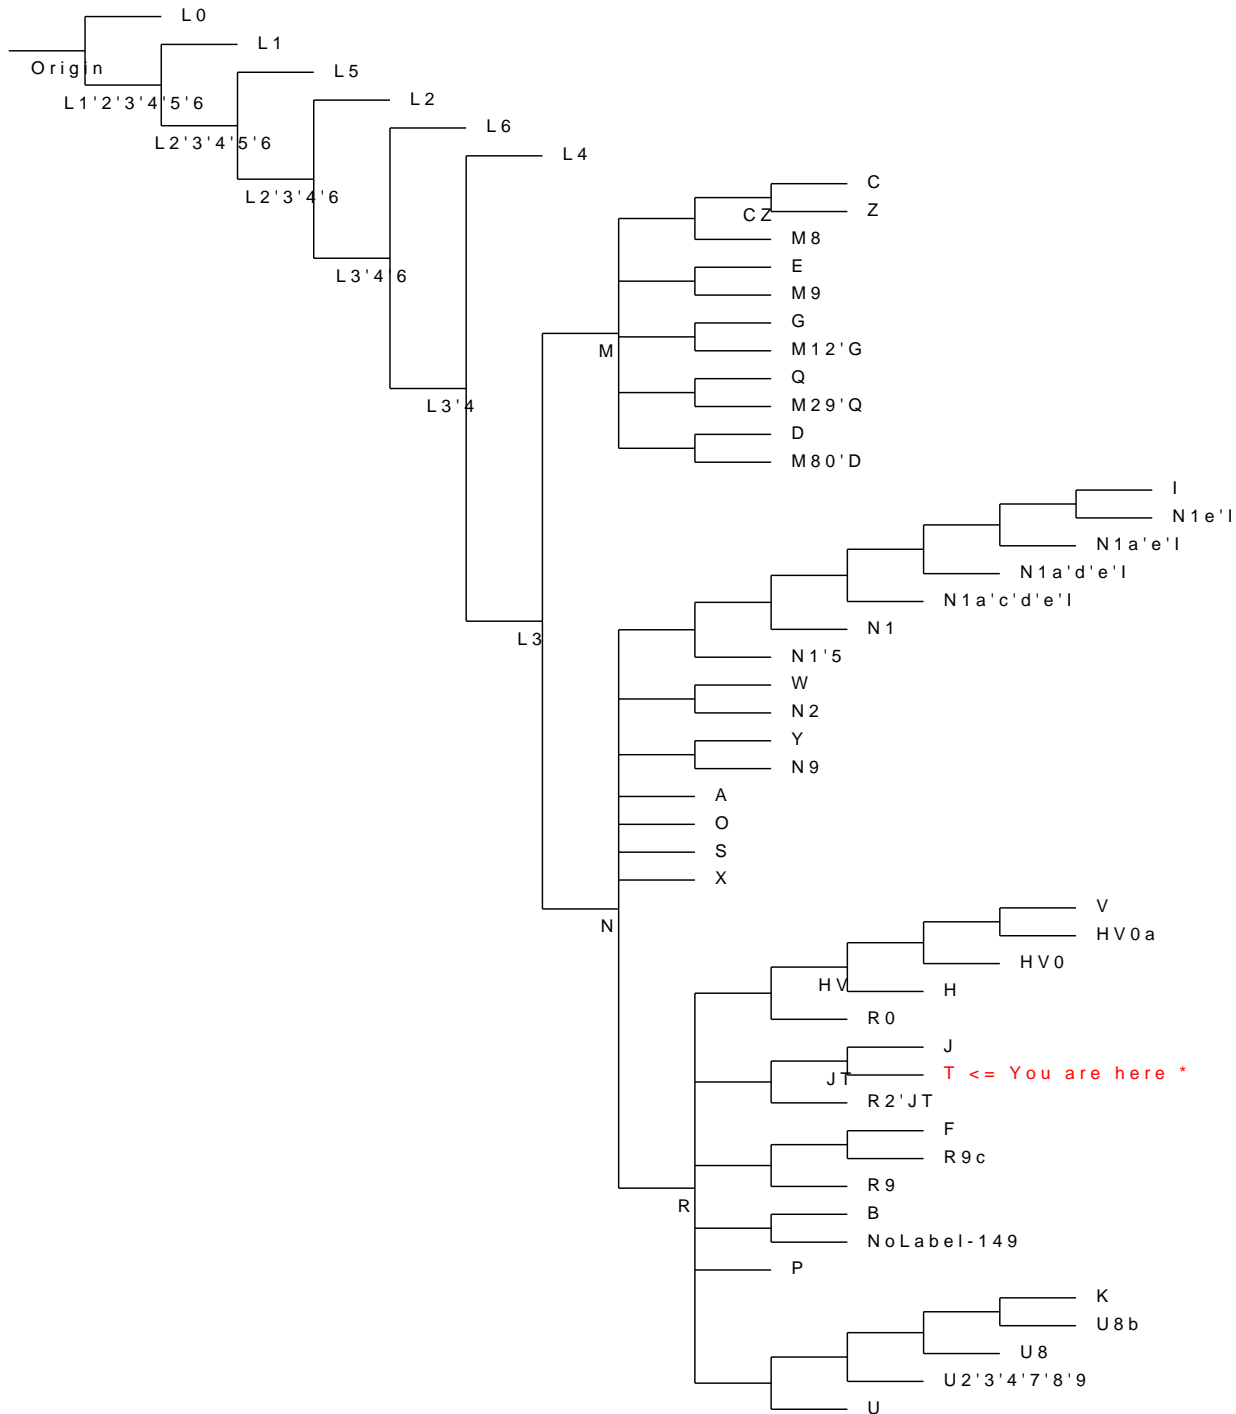 L0
L1
Origin
L5
L1'2'3'4'5'6
L2
L6
L2'3'4'5'6
L4
C
L2'3'4'6
Z
CZ
M8
E
L3'4'6
M9
G
M12'G
M
Q
L3'4
M29'Q
D
M80'D
I
N1e'I
N1a'e'I
N1a'd'e'I
N1a'c'd'e'I
N1
L3
N1'5
W
N2
Y
N9
A
O
S
X
V
N
HV0a
HV0
HV
H
R0
J
T <= You are here *
JT
R2'JT
F
R9c
R9
R
B
NoLabel-149
P
K
U8b
U8
U2'3'4'7'8'9
U